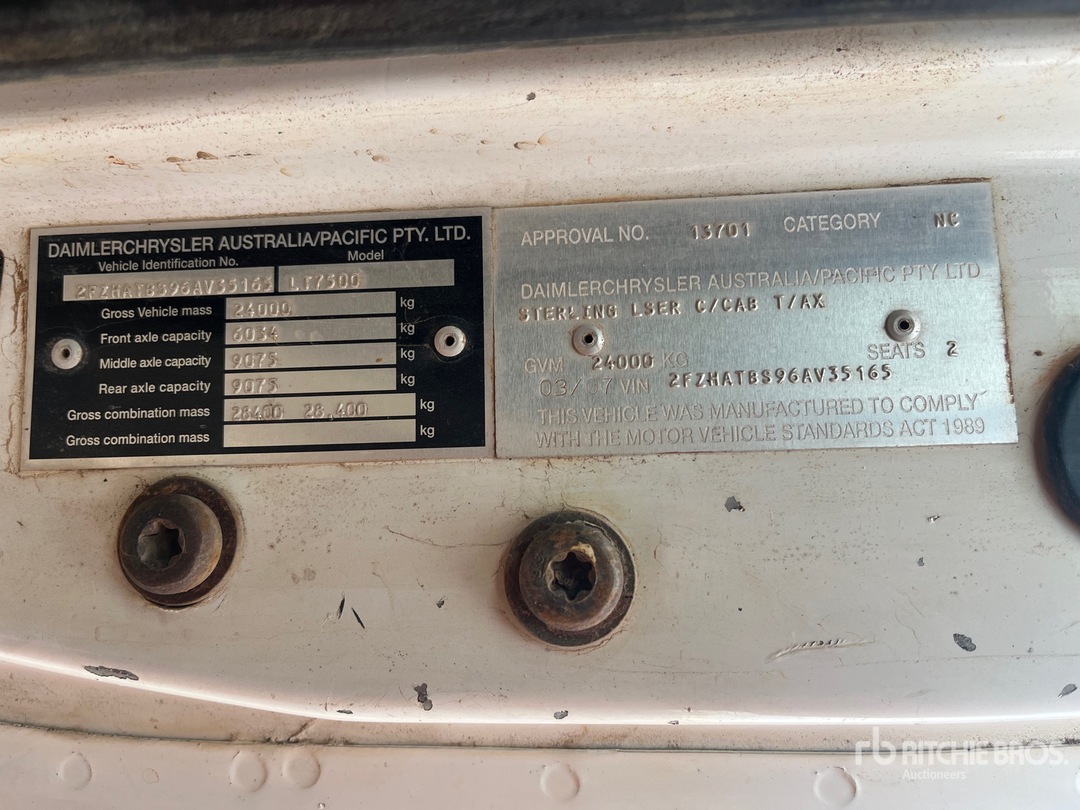 DAIMLERCHRYSLER AUSTRALIA/PACIFIC PTY. LTD.
Vehicle Identification No. Model
2FZHATBS96AV35165 LT7500
Gross Vehicle mass 24000 kg
Front axle capacity 6034 kg
Middle axle capacity 9075 kg
Rear axle capacity 9075 kg
Gross combination mass 28400 28,400 kg
Gross combination mass kg
APPROVAL NO. 13701 CATEGORY NC
DAIMLERCHRYSLER AUSTRALIA/PACIFIC PTY LTD
STERLING LSER C/CAB T/AX
GVM 24000 KG SEATS 2
03/07 VIN 2FZHATBS96AV35165
THIS VEHICLE WAS MANUFACTURED TO COMPLY
WITH THE MOTOR VEHICLE STANDARDS ACT 1989
rb RITCHIE BROS.
Auctioneers